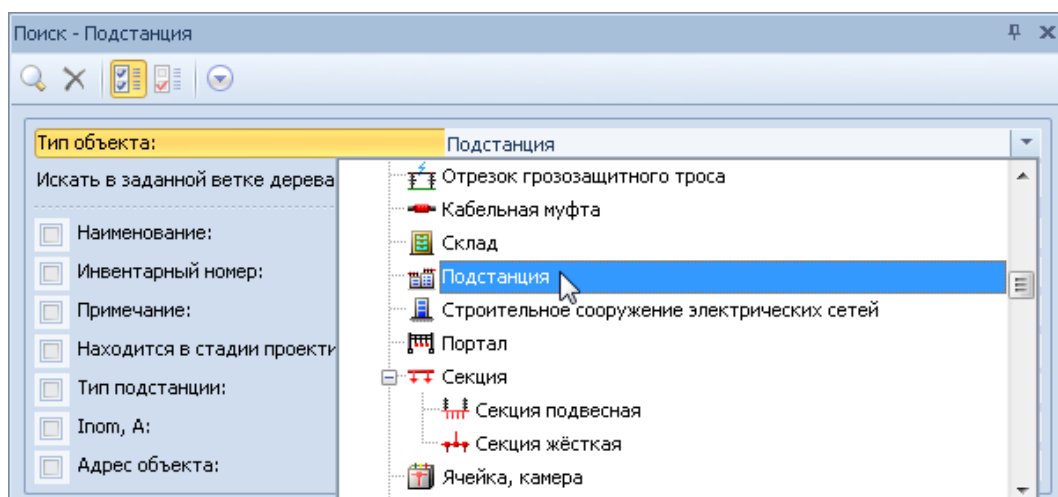 Поиск - Подстанция
Тип объекта:
Подстанция
Искать в заданной ветке дерева
Наименование:
Инвентарный номер:
Примечание:
Находится в стадии проекти
Тип подстанции:
Inom, А:
Адрес объекта:
Отрезок грозозащитного троса
Кабельная муфта
Склад
Подстанция
Строительное сооружение электрических сетей
Портал
Секция
Секция подвесная
Секция жёсткая
Ячейка, камера